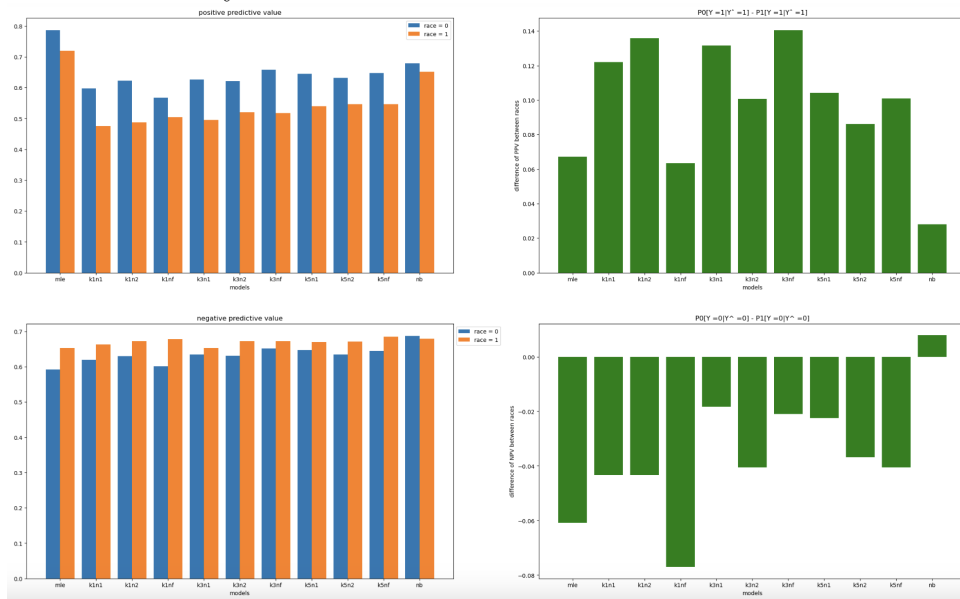 positive predictive value
0.8
0.7
0.6
0.5
0.4
0.3
0.2
0.1
0.0
race = 0
race = 1
mle k1n1 k1n2 k1nf k3n1 k3n2 k3nf k5n1 k5n2 k5nf nb
models
P0[Y =1|Y^ =1] - P1[Y =1|Y^ =1]
difference of PPV between races
0.14
0.12
0.10
0.08
0.06
0.04
0.02
0.00
mle k1n1 k1n2 k1nf k3n1 k3n2 k3nf k5n1 k5n2 k5nf nb
models
negative predictive value
0.7
0.6
0.5
0.4
0.3
0.2
0.1
0.0
race = 0
race = 1
mle k1n1 k1n2 k1nf k3n1 k3n2 k3nf k5n1 k5n2 k5nf nb
models
P0[Y =0|Y^ =0] - P1[Y =0|Y^ =0]
difference of NPV between races
0.00
−0.02
−0.04
−0.06
−0.08
mle k1n1 k1n2 k1nf k3n1 k3n2 k3nf k5n1 k5n2 k5nf nb
models